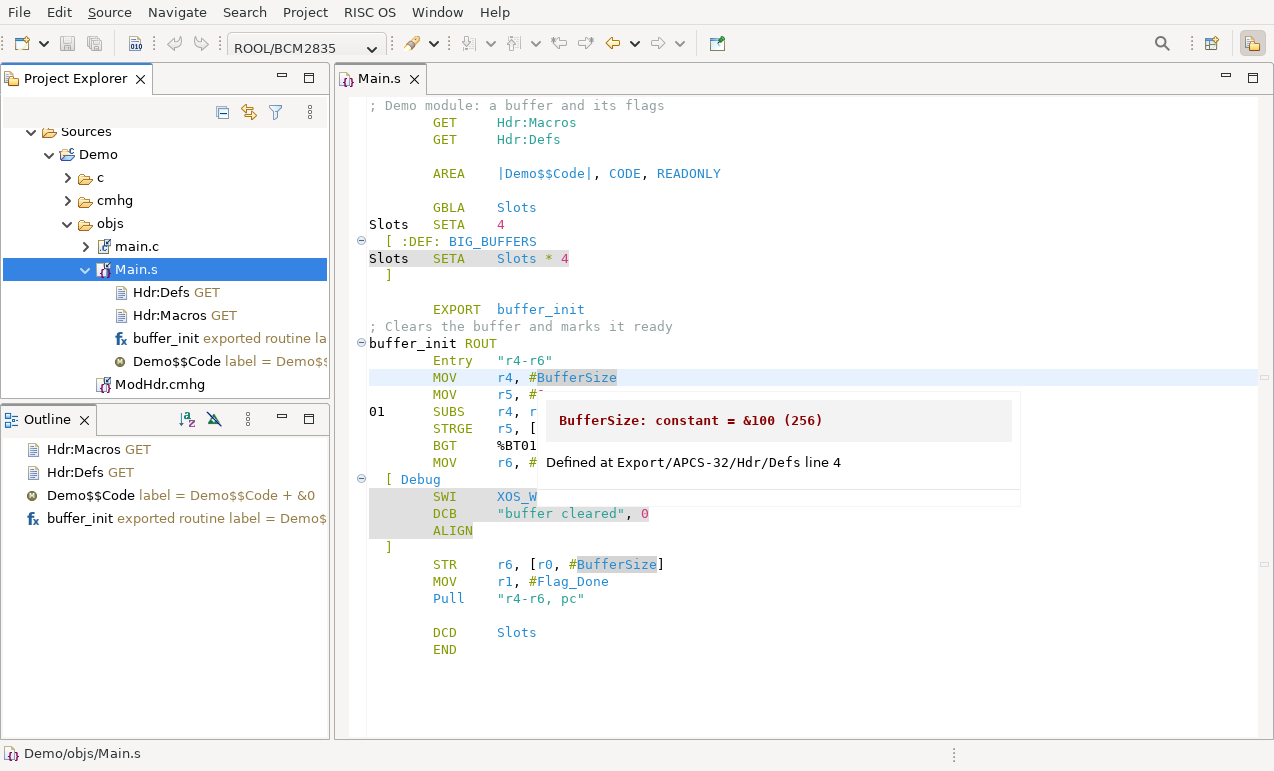 File Edit Source Navigate Search Project RISC OS Window Help
ROOL/BCM2835
Project Explorer
Sources
Demo
c
cmhg
objs
main.c
Main.s
Hdr:Defs GET
Hdr:Macros GET
buffer_init exported routine la
Demo$$Code label = Demo$$
ModHdr.cmhg
Outline
Hdr:Macros GET
Hdr:Defs GET
Demo$$Code label = Demo$$Code + &0
buffer_init exported routine label = Demo$
Main.s
; Demo module: a buffer and its flags
GET Hdr:Macros
GET Hdr:Defs
AREA |Demo$$Code|, CODE, READONLY
GBLA Slots
Slots SETA 4
[ :DEF: BIG_BUFFERS
Slots SETA Slots * 4
]
EXPORT buffer_init
; Clears the buffer and marks it ready
buffer_init ROUT
Entry "r4-r6"
MOV r4, #BufferSize
MOV r5, #
01 SUBS r4, r
STRGE r5, [
BGT %BT01
MOV r6, #
[ Debug
SWI XOS_W
DCB "buffer cleared", 0
ALIGN
]
STR r6, [r0, #BufferSize]
MOV r1, #Flag_Done
Pull "r4-r6, pc"
DCD Slots
END
BufferSize: constant = &100 (256)
Defined at Export/APCS-32/Hdr/Defs line 4
Demo/objs/Main.s